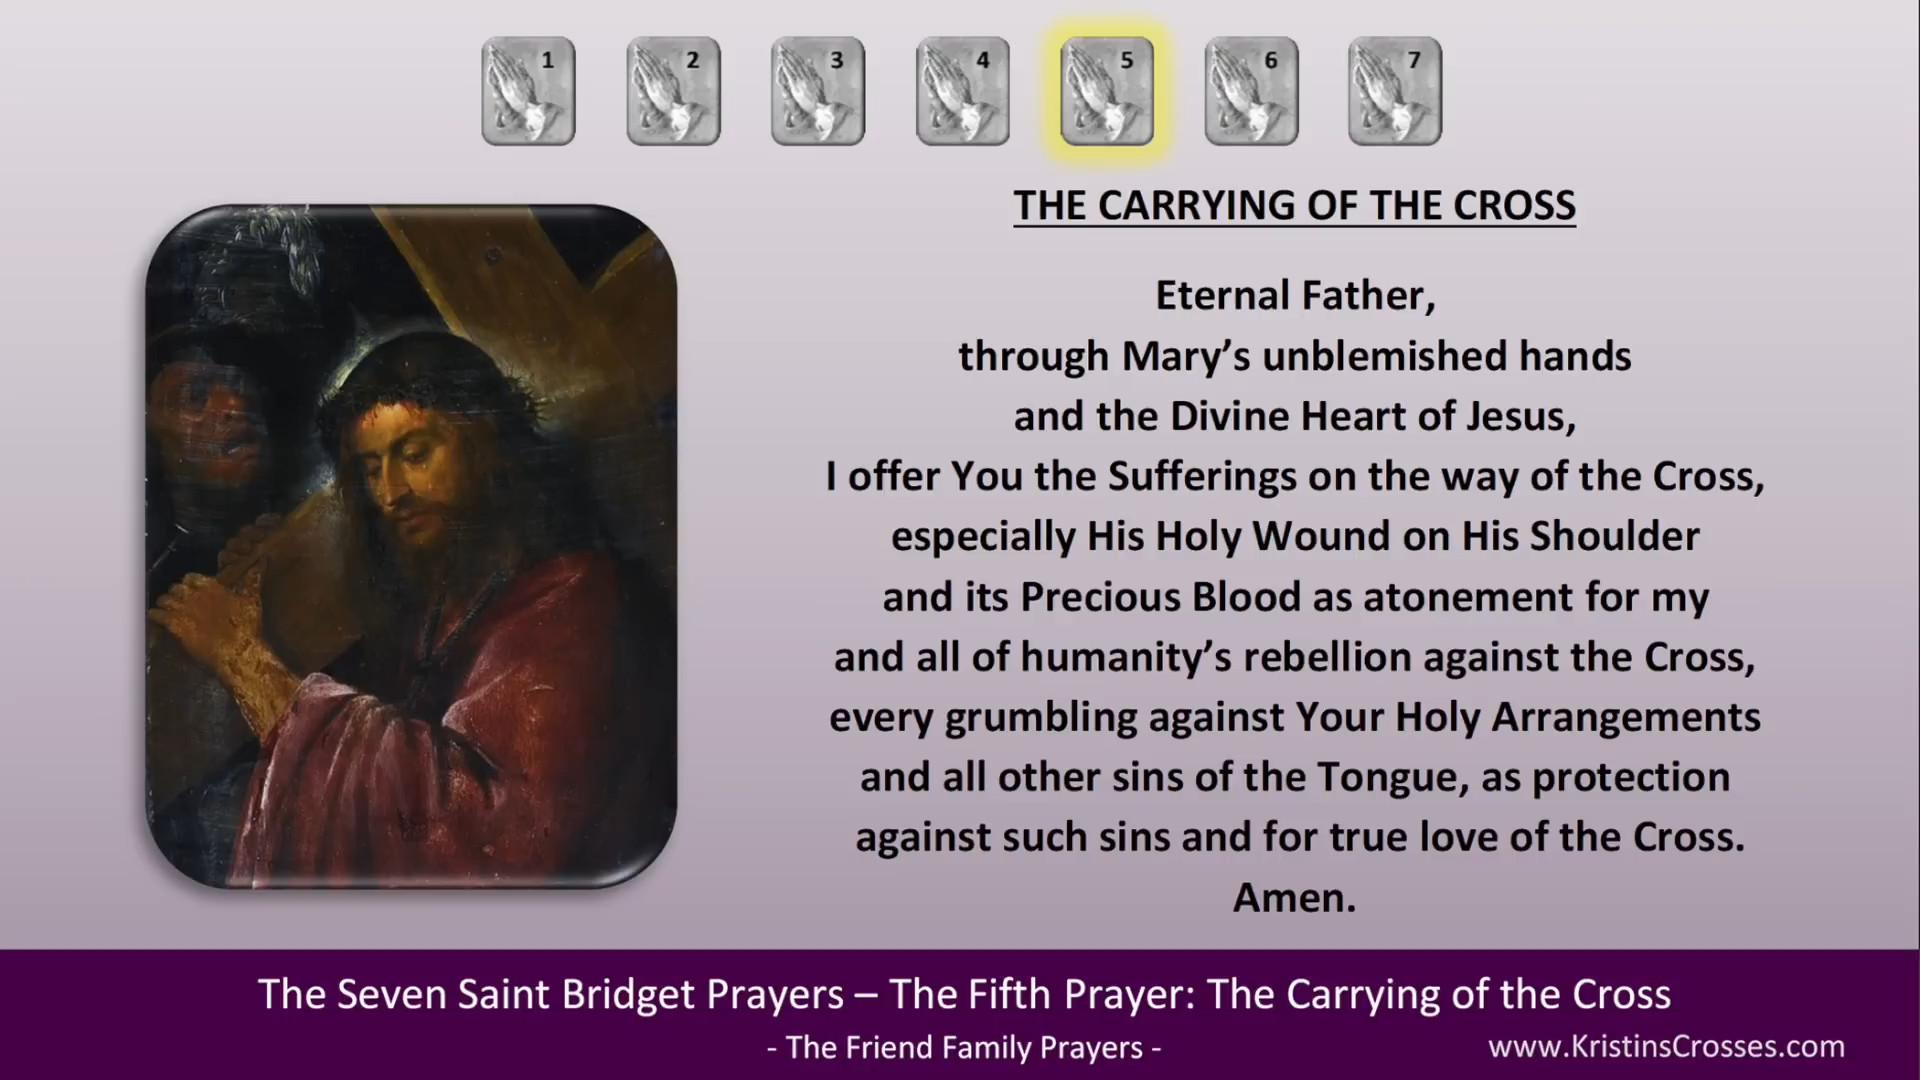 1 2 3 4 5 6 7
THE CARRYING OF THE CROSS
Eternal Father,
through Mary’s unblemished hands
and the Divine Heart of Jesus,
I offer You the Sufferings on the way of the Cross,
especially His Holy Wound on His Shoulder
and its Precious Blood as atonement for my
and all of humanity’s rebellion against the Cross,
every grumbling against Your Holy Arrangements
and all other sins of the Tongue, as protection
against such sins and for true love of the Cross.
Amen.
The Seven Saint Bridget Prayers – The Fifth Prayer: The Carrying of the Cross
- The Friend Family Prayers -
www.KristinsCrosses.com